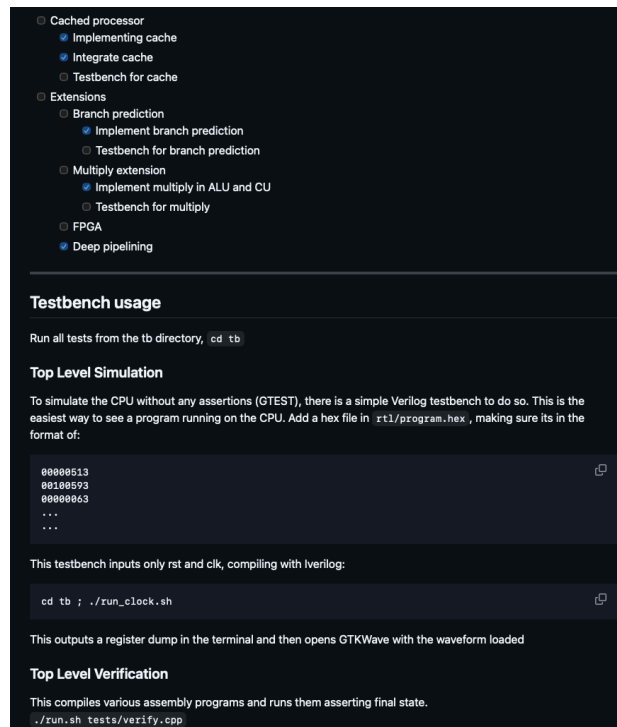 Cached processor
Implementing cache
Integrate cache
Testbench for cache
Extensions
Branch prediction
Implement branch prediction
Testbench for branch prediction
Multiply extension
Implement multiply in ALU and CU
Testbench for multiply
FPGA
Deep pipelining
Testbench usage
Run all tests from the tb directory, cd tb
Top Level Simulation
To simulate the CPU without any assertions (GTEST), there is a simple Verilog testbench to do so. This is the
easiest way to see a program running on the CPU. Add a hex file in rtl/program.hex, making sure its in the
format of:
00000513
00100593
00000063
...
...
This testbench inputs only rst and clk, compiling with Iverilog:
cd tb ; ./run_clock.sh
This outputs a register dump in the terminal and then opens GTKWave with the waveform loaded
Top Level Verification
This compiles various assembly programs and runs them asserting final state.
./run.sh tests/verify.cpp